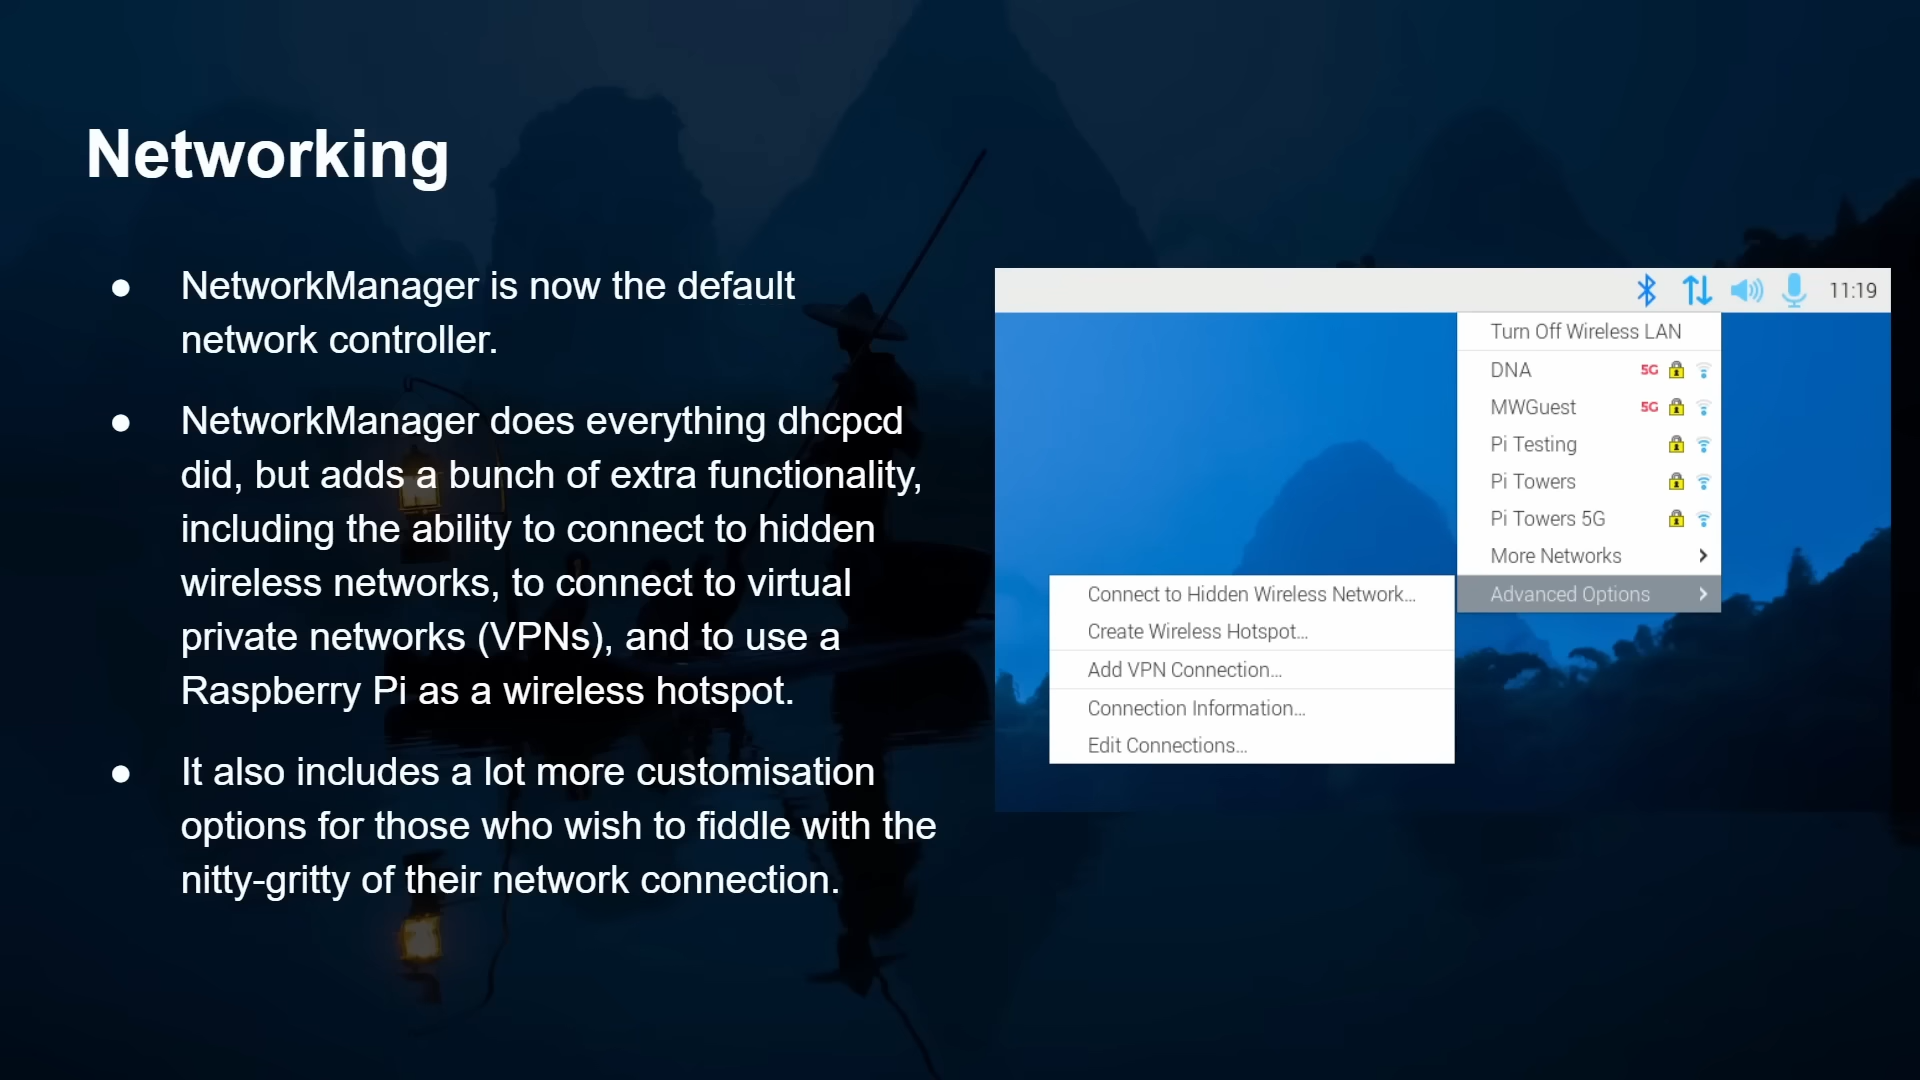 Networking
● NetworkManager is now the default
network controller.
● NetworkManager does everything dhcpcd
did, but adds a bunch of extra functionality,
including the ability to connect to hidden
wireless networks, to connect to virtual
private networks (VPNs), and to use a
Raspberry Pi as a wireless hotspot.
● It also includes a lot more customisation
options for those who wish to fiddle with the
nitty-gritty of their network connection.
11:19
Turn Off Wireless LAN
DNA 5G
MWGuest 5G
Pi Testing
Pi Towers
Pi Towers 5G
More Networks
Advanced Options
Connect to Hidden Wireless Network...
Create Wireless Hotspot...
Add VPN Connection...
Connection Information...
Edit Connections...